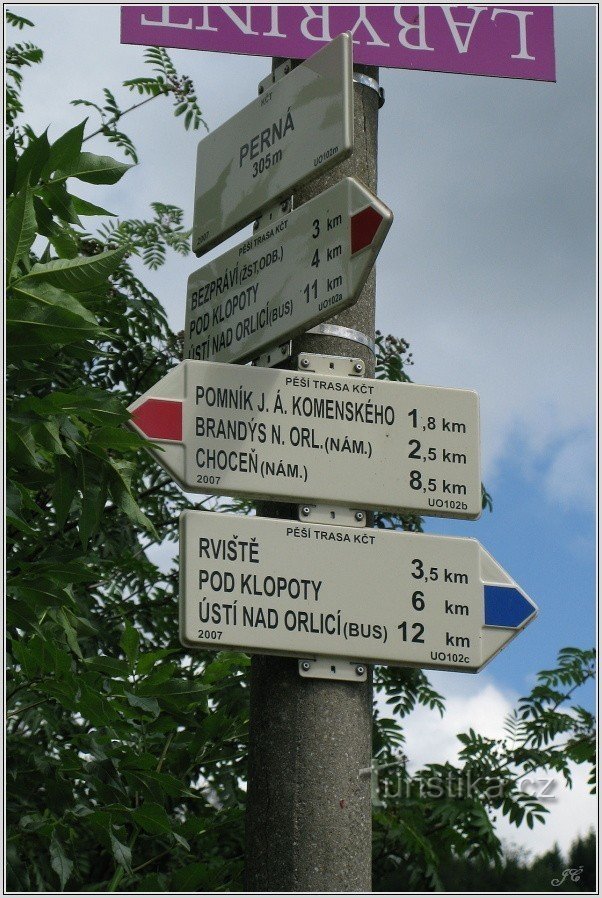 LABYRINT
KČT
PERNÁ
305m
2007 UO102
PĚŠÍ TRASA KČT
BEZPRÁVÍ(ŽST,ODB.) 3 km
POD KLOPOTY 4 km
ÚSTÍ NAD ORLICÍ(BUS) 11 km
2007 UO102a
PĚŠÍ TRASA KČT
POMNÍK J. Á. KOMENSKÉHO 1,8 km
BRANDÝS N. ORL.(NÁM.) 2,5 km
CHOCEŇ(NÁM.) 8,5 km
2007 UO102b
PĚŠÍ TRASA KČT
RVIŠTĚ 3,5 km
POD KLOPOTY 6 km
ÚSTÍ NAD ORLICÍ(BUS) 12 km
2007 UO102c
Turistika.cz
JČ